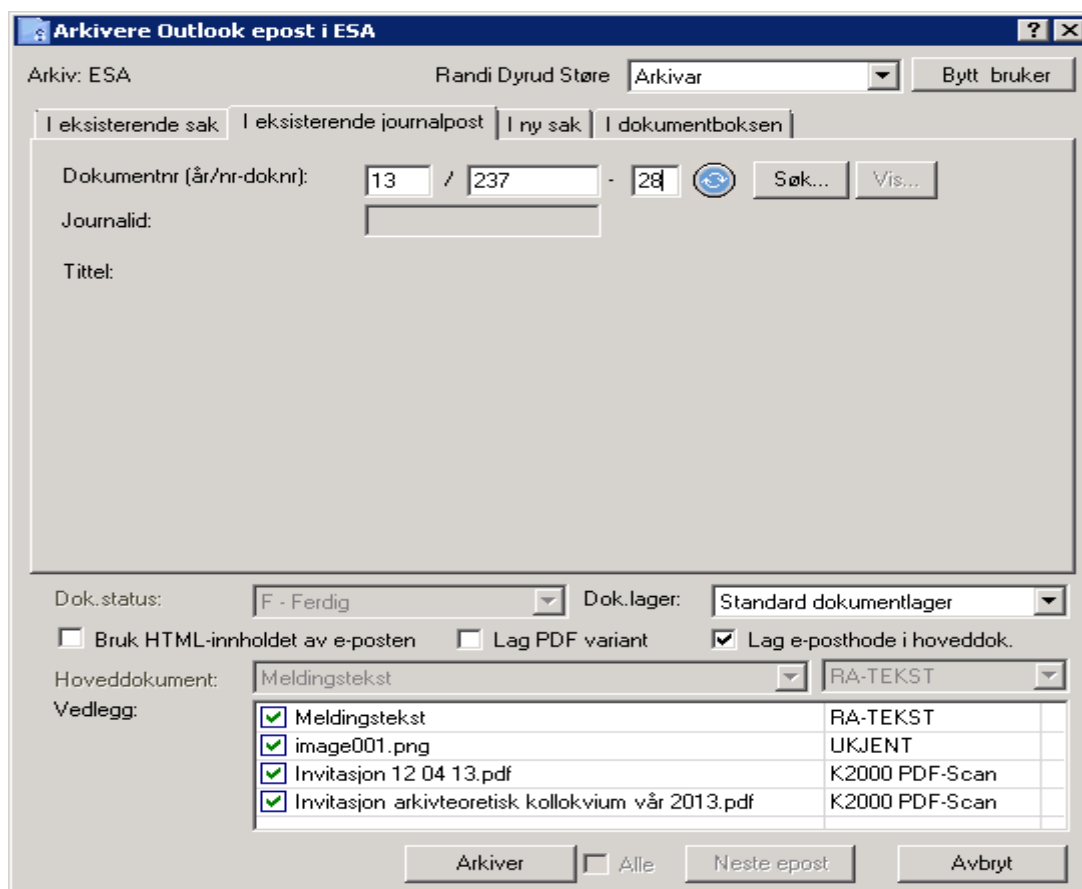 Arkivere Outlook epost i ESA
Arkiv: ESA Randi Dyrud Støre Arkivar Bytt bruker
I eksisterende sak I eksisterende journalpost I ny sak I dokumentboksen
Dokumentnr (år/nr-doknr): 13 / 237 - 28 Søk... Vis...
Journalid:
Tittel:
Dok.status: F - Ferdig Dok.lager: Standard dokumentlager
Bruk HTML-innholdet av e-posten Lag PDF variant Lag e-posthode i hoveddok.
Hoveddokument: Meldingstekst RA-TEKST
Vedlegg: Meldingstekst RA-TEKST
image001.png UKJENT
Invitasjon 12 04 13.pdf K2000 PDF-Scan
Invitasjon arkivteoretisk kollokvium vår 2013.pdf K2000 PDF-Scan
Arkiver Alle Neste epost Avbryt